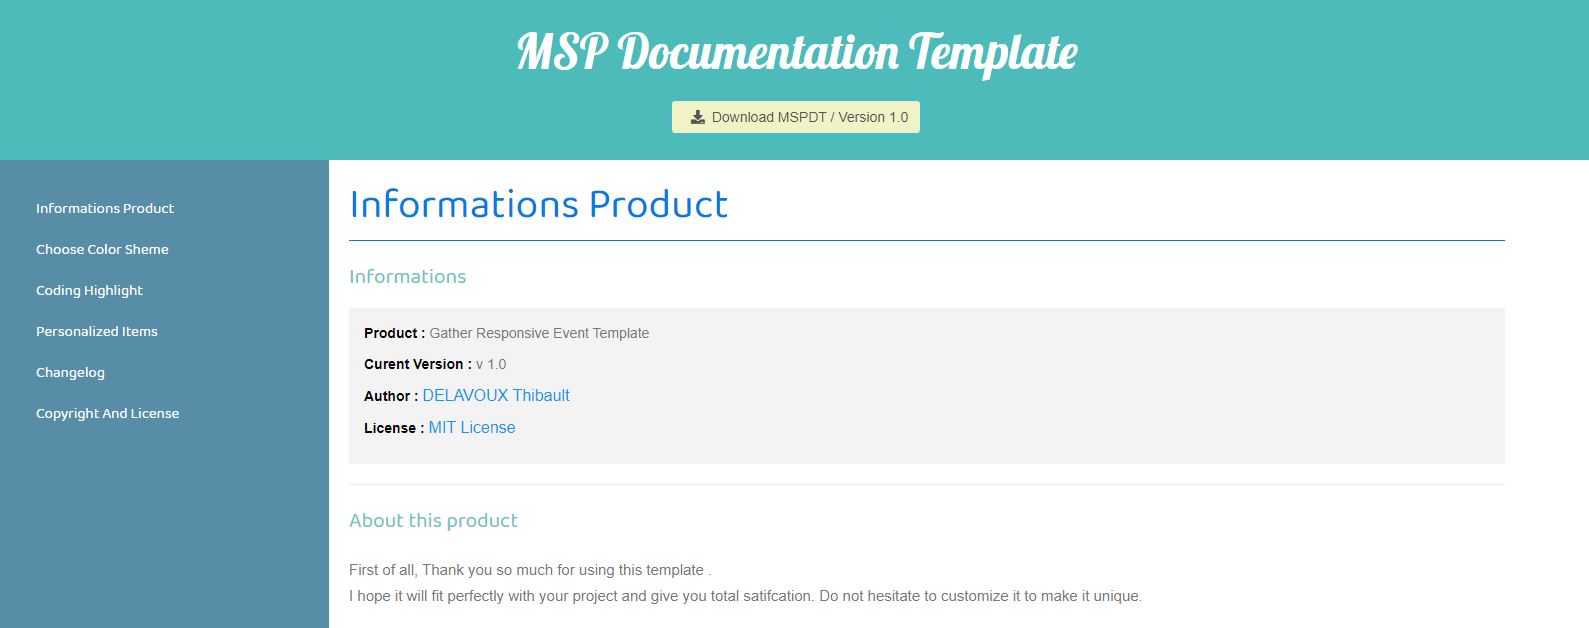 MSP Documentation Template
Download MSPDT / Version 1.0
Informations Product
Choose Color Sheme
Coding Highlight
Personalized Items
Changelog
Copyright And License
Informations Product
Informations
Product : Gather Responsive Event Template
Curent Version : v 1.0
Author : DELAVOUX Thibault
License : MIT License
About this product
First of all, Thank you so much for using this template .
I hope it will fit perfectly with your project and give you total satifcation. Do not hesitate to customize it to make it unique.